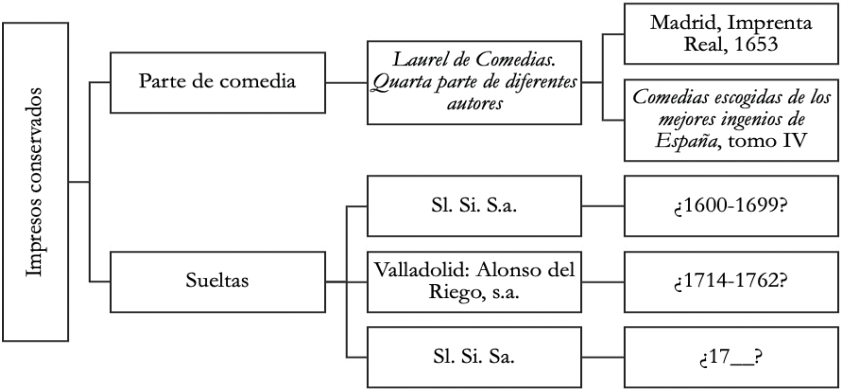 Impresos conservados
Parte de comedia
Laurel de Comedias.
Quarta parte de diferentes
autores
Madrid, Imprenta
Real, 1653
Comedias escogidas de los
mejores ingenios de
España, tomo IV
Sueltas
Sl. Si. S.a.
¿1600-1699?
Valladolid: Alonso del
Riego, s.a.
¿1714-1762?
Sl. Si. Sa.
¿17__?